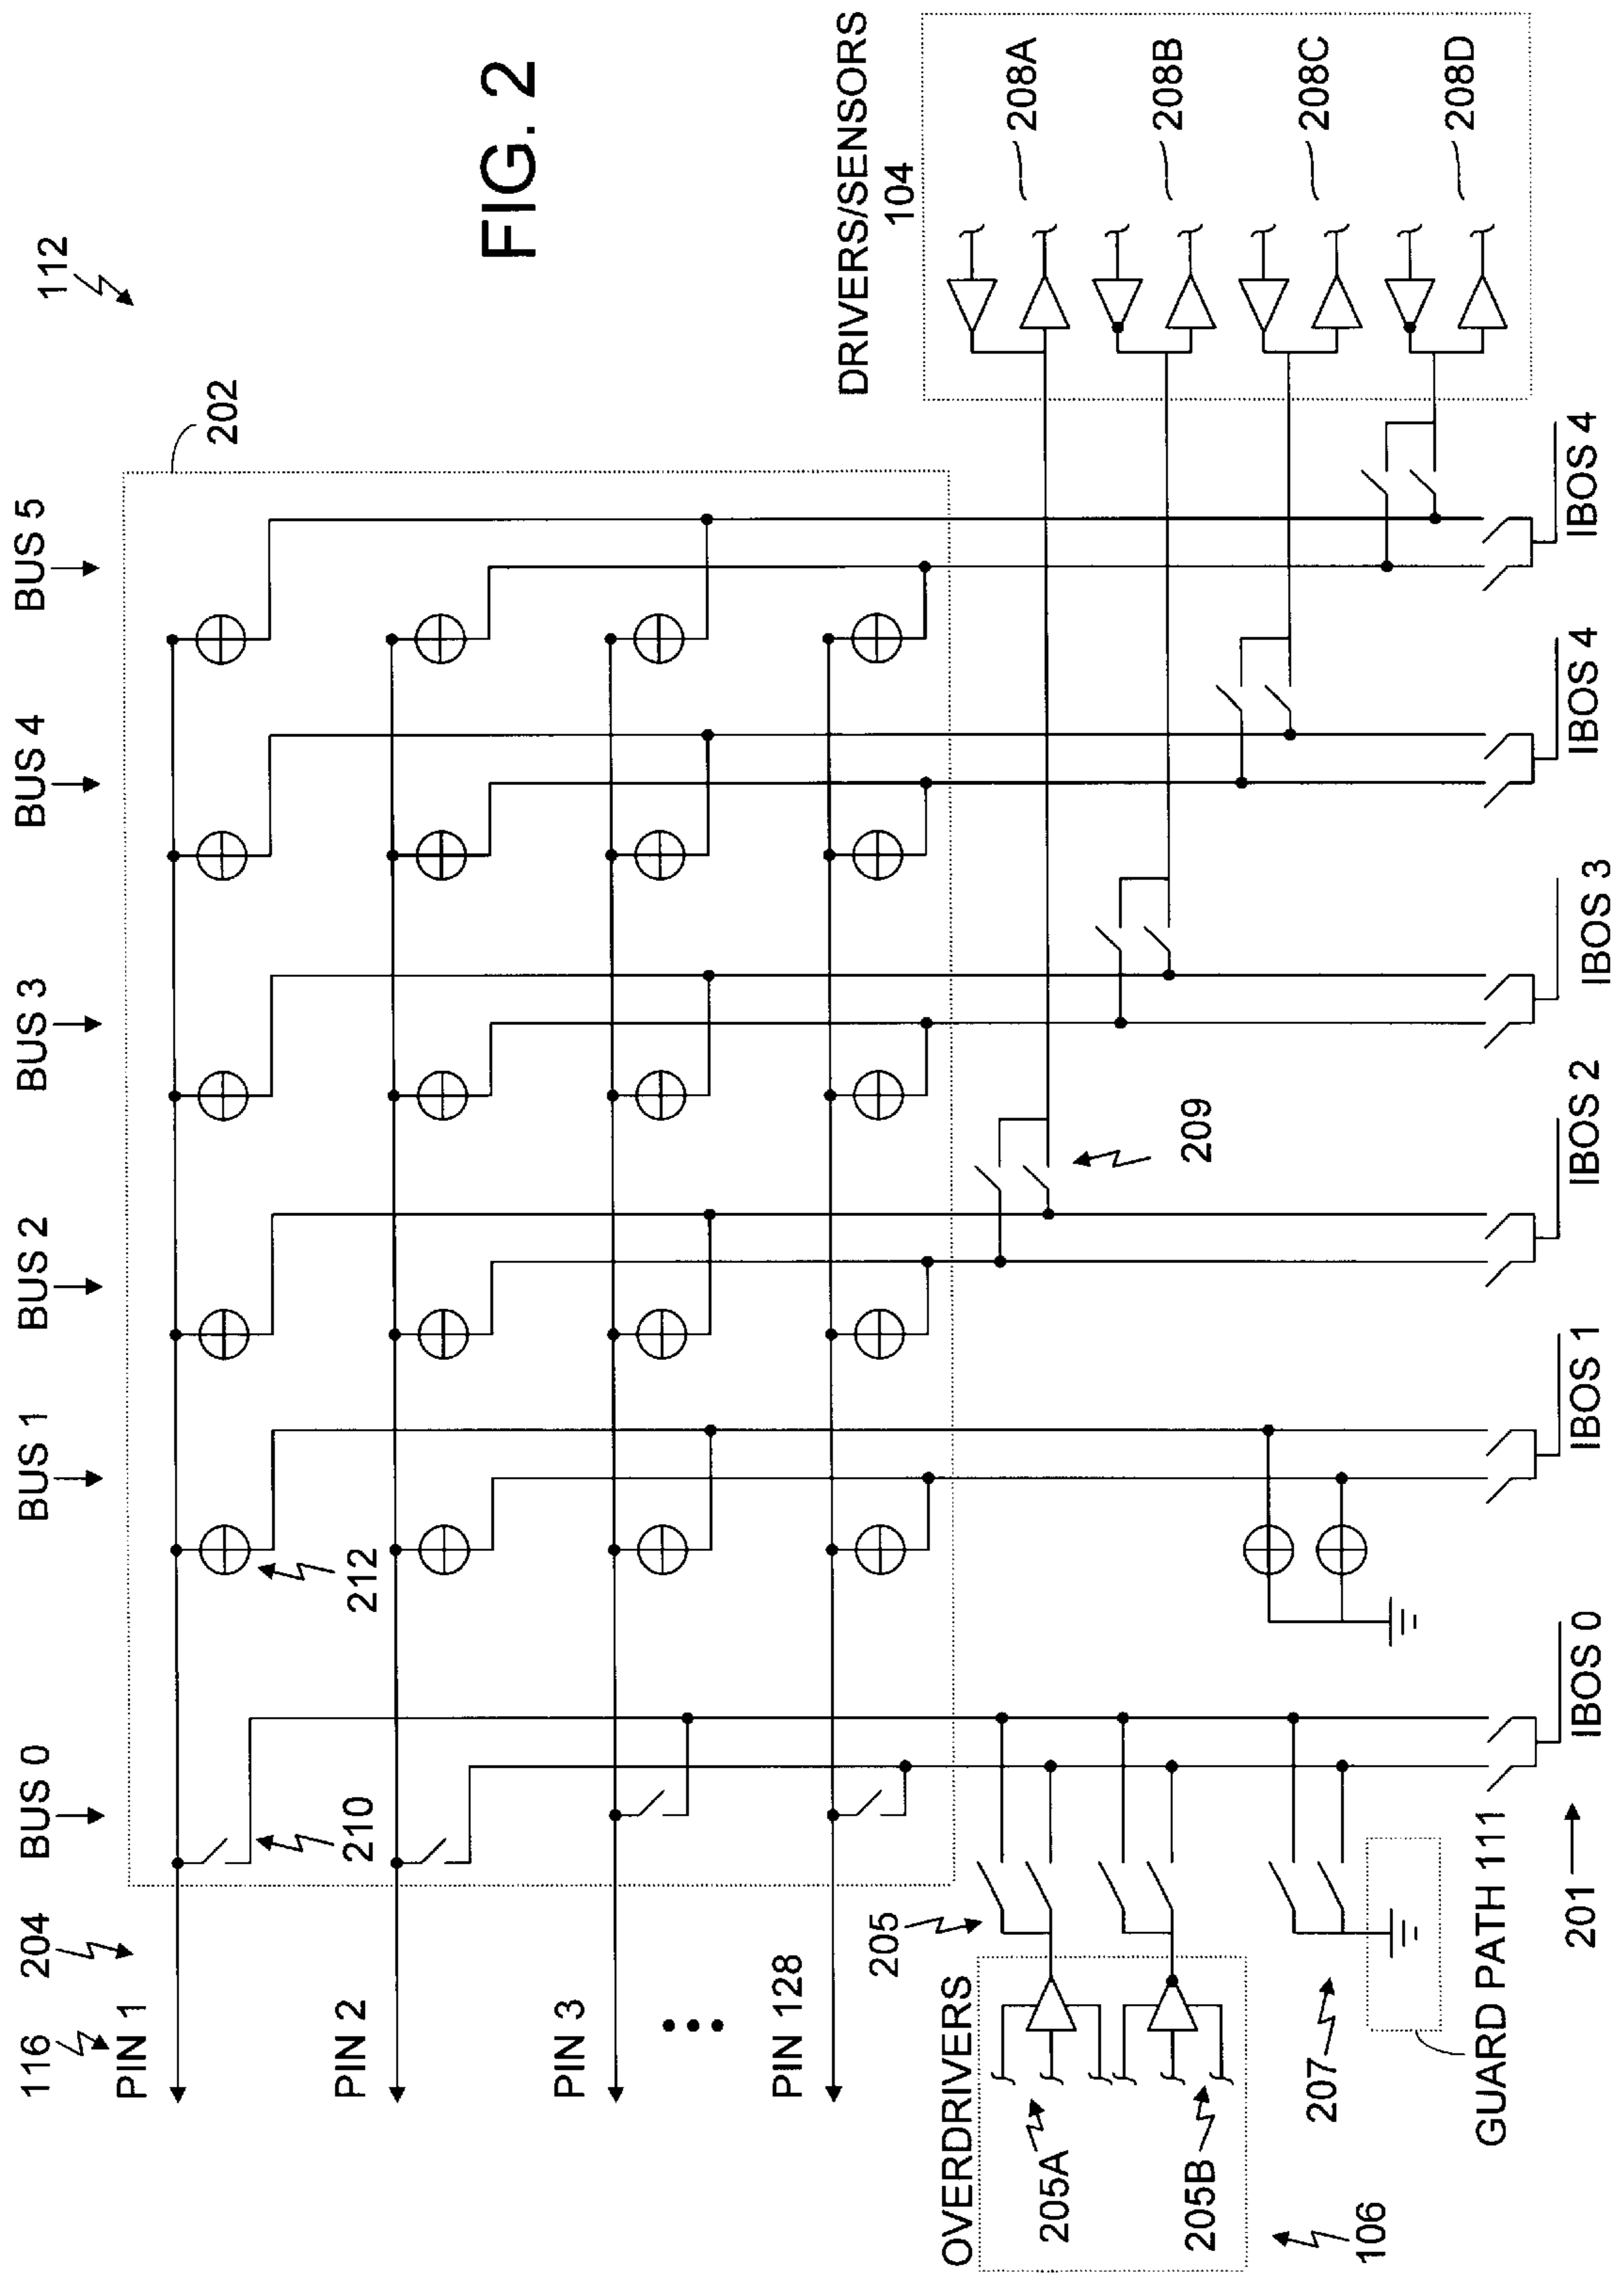 FIG. 2
112
202
BUS 0
BUS 1
BUS 2
BUS 3
BUS 4
BUS 5
204
116
PIN 1
PIN 2
PIN 3
PIN 128
210
212
DRIVERS/SENSORS
104
208A
208B
208C
208D
209
OVERDRIVERS
205
205A
205B
106
207
GUARD PATH 111
201
IBOS 0
IBOS 1
IBOS 2
IBOS 3
IBOS 4
IBOS 4